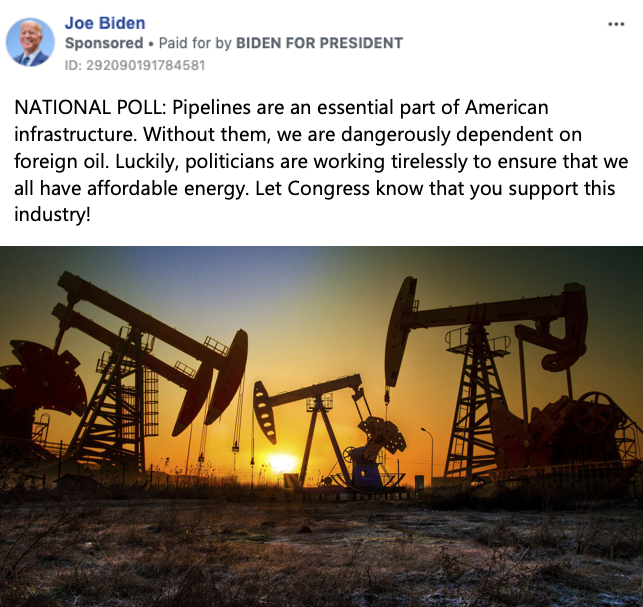 Joe Biden
Sponsored • Paid for by BIDEN FOR PRESIDENT
ID: 292090191784581
NATIONAL POLL: Pipelines are an essential part of American
infrastructure. Without them, we are dangerously dependent on
foreign oil. Luckily, politicians are working tirelessly to ensure that we
all have affordable energy. Let Congress know that you support this
industry!